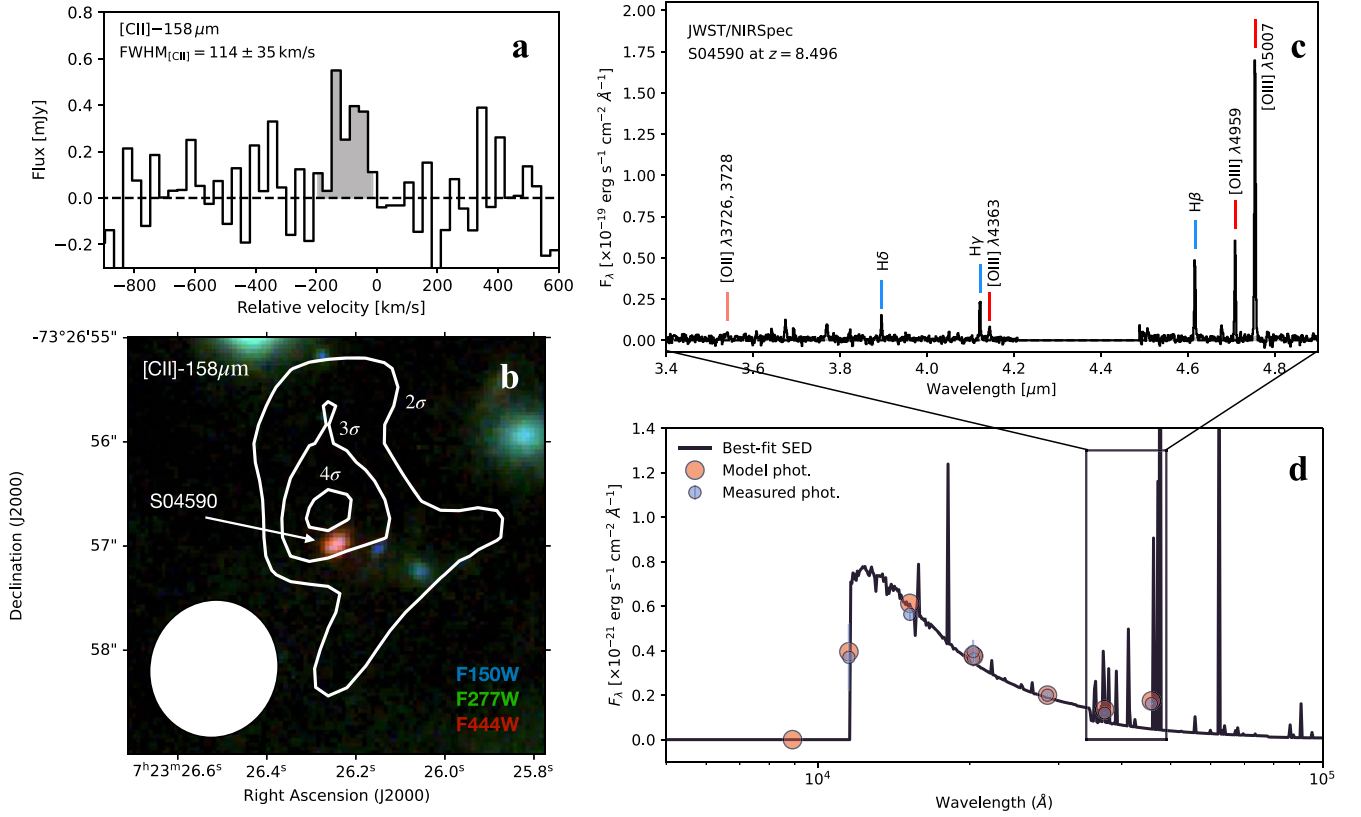 [CII]−158 μm
FWHM[CII] = 114 ± 35 km/s
a
0.8
0.6
0.4
0.2
0.0
−0.2
Flux [mJy]
−800 −600 −400 −200 0 200 400 600
Relative velocity [km/s]
JWST/NIRSpec
S04590 at z = 8.496
c
2.00
1.75
1.50
1.25
1.00
0.75
0.50
0.25
0.00
Fλ [×10−19 erg s−1 cm−2 Å−1]
[OII] λ3726, 3728
Hδ
Hγ
[OIII] λ4363
Hβ
[OIII] λ4959
[OIII] λ5007
3.4 3.6 3.8 4.0 4.2 4.4 4.6 4.8
Wavelength [μm]
[CII]-158μm
b
2σ
3σ
4σ
S04590
F150W
F277W
F444W
-73°26'55"
56"
57"
58"
Declination (J2000)
7h23m26.6s 26.4s 26.2s 26.0s 25.8s
Right Ascension (J2000)
Best-fit SED
Model phot.
Measured phot.
d
1.4
1.2
1.0
0.8
0.6
0.4
0.2
0.0
Fλ [×10−21 erg s−1 cm−2 Å−1]
104 105
Wavelength (Å)